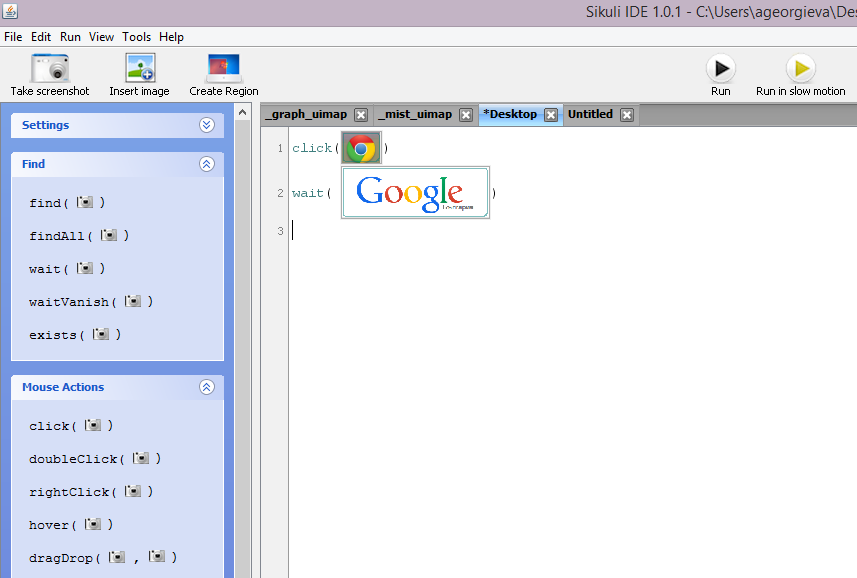 Sikuli IDE 1.0.1 - C:\Users\ageorgieva\De
File Edit Run View Tools Help
Take screenshot Insert image Create Region Run Run in slow motion
_graph_uimap _mist_uimap *Desktop Untitled
Settings
Find
find( )
findAll( )
wait( )
waitVanish( )
exists( )
Mouse Actions
click( )
doubleClick( )
rightClick( )
hover( )
dragDrop( , )
1 click( )
2 wait( Google )
3